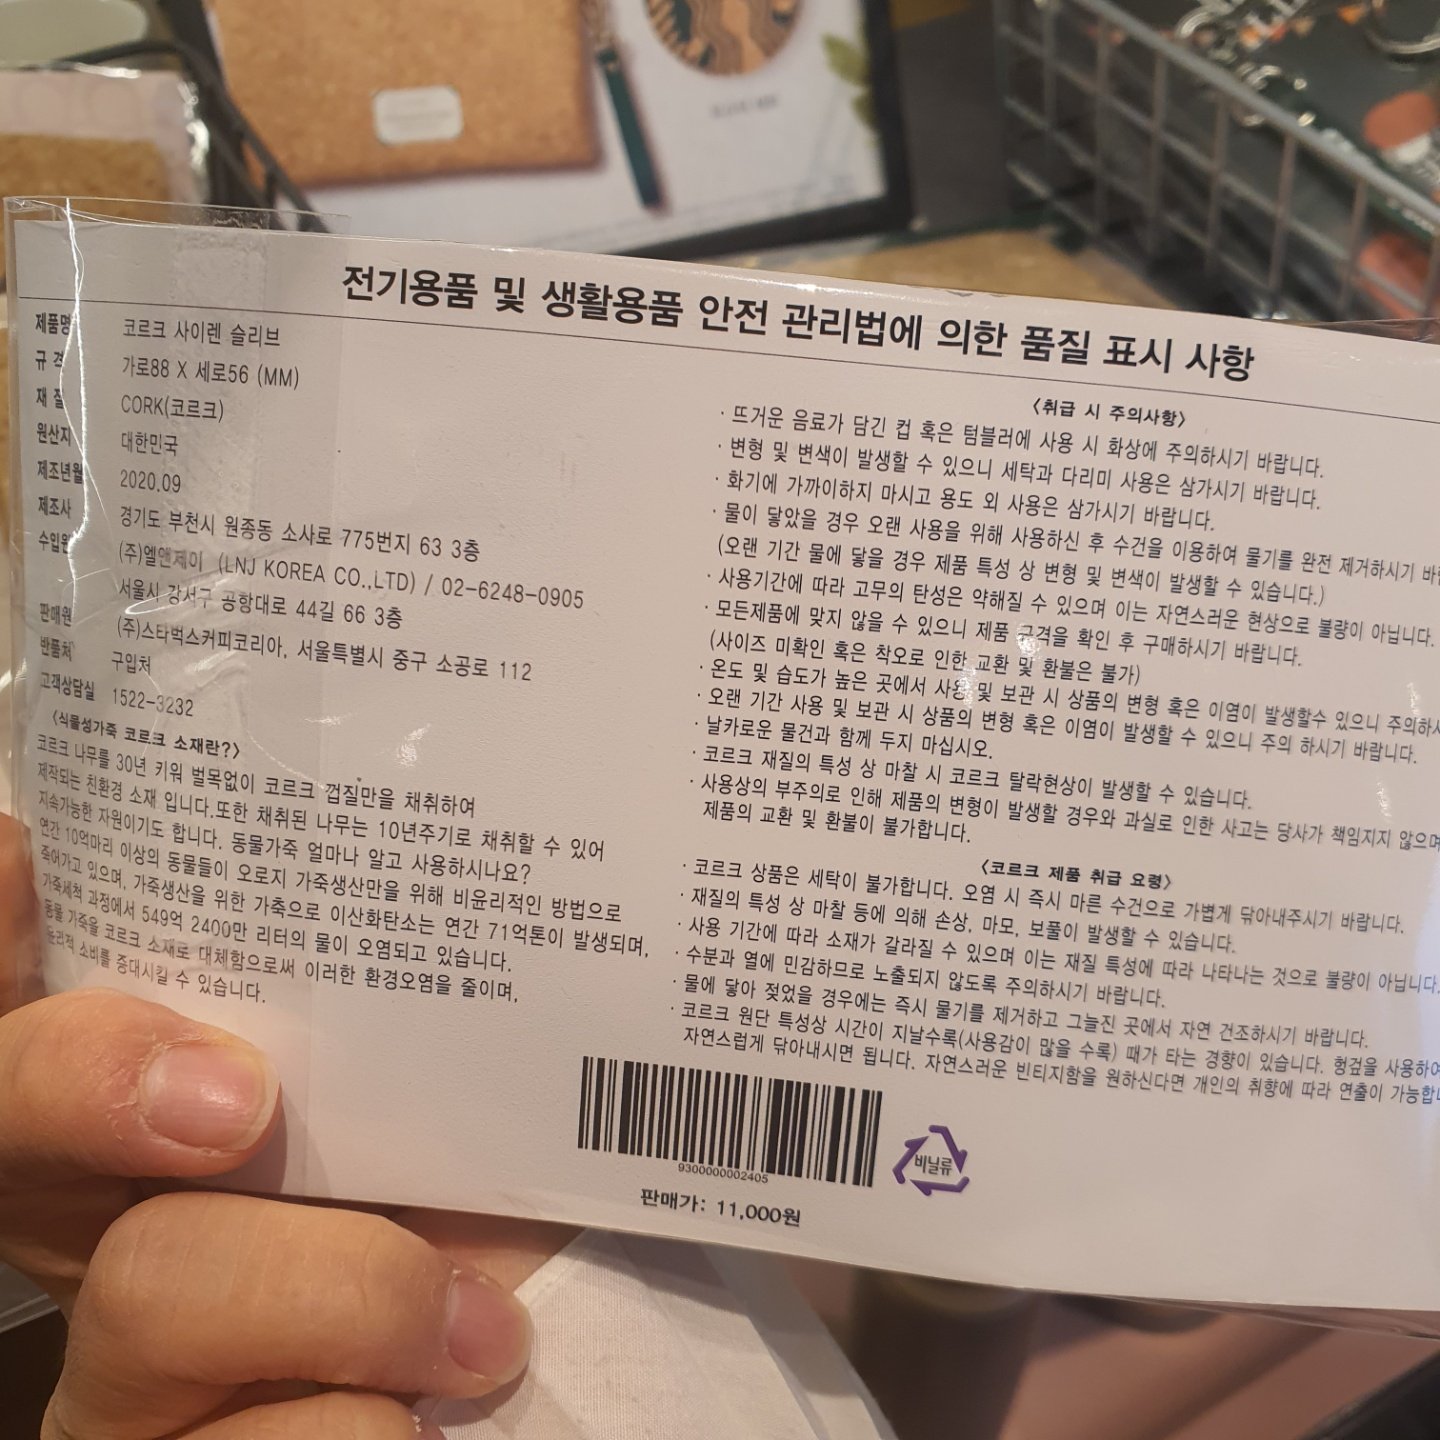 전기용품 및 생활용품 안전 관리법에 의한 품질 표시 사항
제품명 코르크 사이렌 슬리브
규 격 가로88 X 세로56 (MM)
재 질 CORK(코르크)
원산지 대한민국
제조년월 2020.09
제조사 경기도 부천시 원종동 소사로 775번지 63 3층
수입원 (주)엘앤제이 (LNJ KOREA CO.,LTD) / 02-6248-0905
서울시 강서구 공항대로 44길 66 3층
판매원 (주)스타벅스커피코리아, 서울특별시 중구 소공로 112
반품처 구입처
고객상담실 1522-3232
<식물성가죽 코르크 소재란?>
코르크 나무를 30년 키워 벌목없이 코르크 껍질만을 채취하여
제작되는 친환경 소재 입니다.또한 채취된 나무는 10년주기로 채취할 수 있어
지속가능한 자원이기도 합니다. 동물가죽 얼마나 알고 사용하시나요?
연간 10억마리 이상의 동물들이 오로지 가죽생산만을 위해 비윤리적인 방법으로
죽어가고 있으며, 가죽생산을 위한 가축으로 이산화탄소는 연간 71억톤이 발생되며,
가죽세척 과정에서 549억 2400만 리터의 물이 오염되고 있습니다.
동물 가죽을 코르크 소재로 대체함으로써 이러한 환경오염을 줄이며,
윤리적 소비를 증대시킬 수 있습니다.
<취급 시 주의사항>
· 뜨거운 음료가 담긴 컵 혹은 텀블러에 사용 시 화상에 주의하시기 바랍니다.
· 변형 및 변색이 발생할 수 있으니 세탁과 다리미 사용은 삼가시기 바랍니다.
· 화기에 가까이하지 마시고 용도 외 사용은 삼가시기 바랍니다.
· 물이 닿았을 경우 오랜 사용을 위해 사용하신 후 수건을 이용하여 물기를 완전 제거하시기
(오랜 기간 물에 닿을 경우 제품 특성 상 변형 및 변색이 발생할 수 있습니다.)
· 사용기간에 따라 고무의 탄성은 약해질 수 있으며 이는 자연스러운 현상으로 불량이 아닙니다.
· 모든제품에 맞지 않을 수 있으니 제품 규격을 확인 후 구매하시기 바랍니다.
(사이즈 미확인 혹은 착오로 인한 교환 및 환불은 불가)
· 온도 및 습도가 높은 곳에서 사용 및 보관 시 상품의 변형 혹은 이염이 발생할수 있으니
· 오랜 기간 사용 및 보관 시 상품의 변형 혹은 이염이 발생할 수 있으니 주의 하시기 바랍니다.
· 날카로운 물건과 함께 두지 마십시오.
· 코르크 재질의 특성 상 마찰 시 코르크 탈락현상이 발생할 수 있습니다.
· 사용상의 부주의로 인해 제품의 변형이 발생할 경우와 과실로 인한 사고는 당사가 책임지지 않으며
제품의 교환 및 환불이 불가합니다.
<코르크 제품 취급 요령>
· 코르크 상품은 세탁이 불가합니다. 오염 시 즉시 마른 수건으로 가볍게 닦아내주시기 바랍니다.
· 재질의 특성 상 마찰 등에 의해 손상, 마모, 보풀이 발생할 수 있습니다.
· 사용 기간에 따라 소재가 갈라질 수 있으며 이는 재질 특성에 따라 나타나는 것으로 불량이 아닙니다.
· 수분과 열에 민감하므로 노출되지 않도록 주의하시기 바랍니다.
· 물에 닿아 젖었을 경우에는 즉시 물기를 제거하고 그늘진 곳에서 자연 건조하시기 바랍니다.
· 코르크 원단 특성상 시간이 지날수록(사용감이 많을 수록) 때가 타는 경향이 있습니다. 헝겊을 사용하여
자연스럽게 닦아내시면 됩니다. 자연스러운 빈티지함을 원하신다면 개인의 취향에 따라 연출이
9300000002405
비닐류
판매가: 11,000원